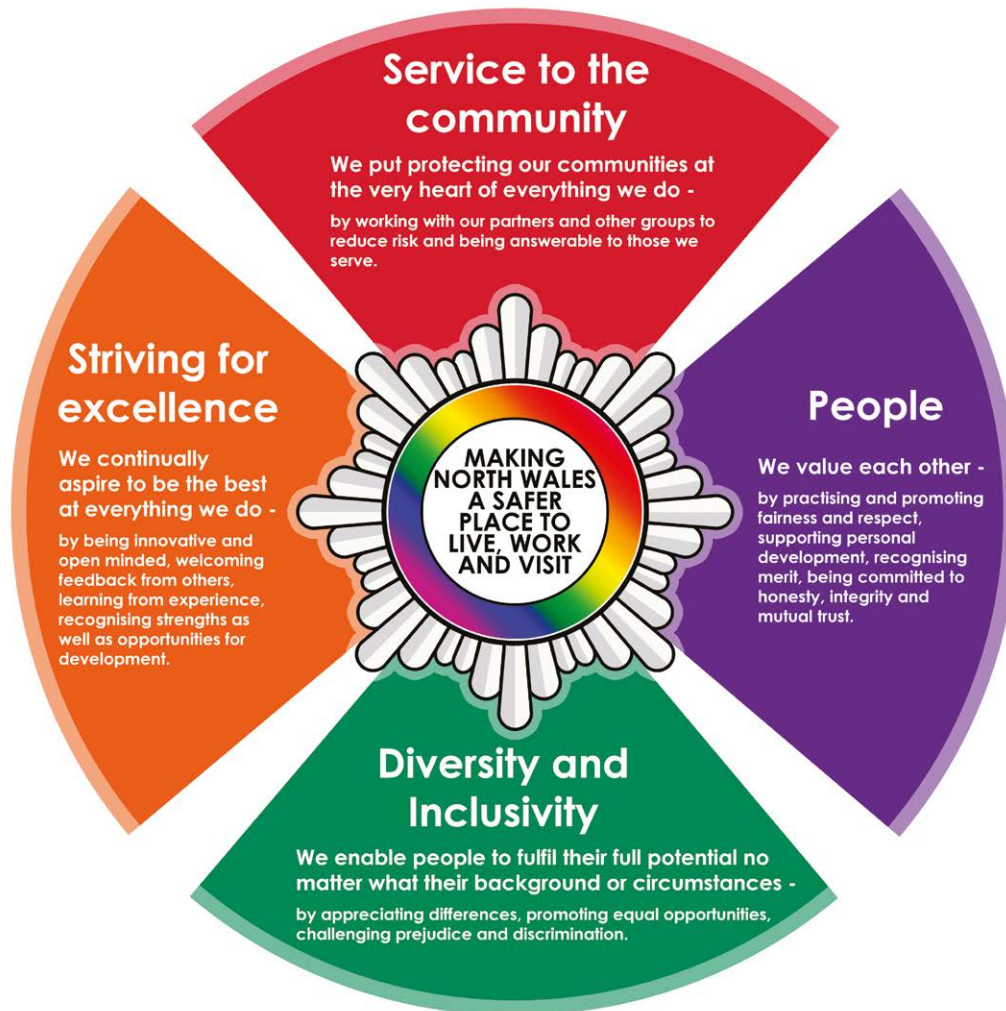 Service to the
community
We put protecting our communities at
the very heart of everything we do -
by working with our partners and other groups to
reduce risk and being answerable to those we
serve.
Striving for
excellence
We continually
aspire to be the best
at everything we do -
by being innovative and
open minded, welcoming
feedback from others,
learning from experience,
recognising strengths as
well as opportunities for
development.
MAKING
NORTH WALES
A SAFER
PLACE TO
LIVE, WORK
AND VISIT
People
We value each other -
by practising and promoting
fairness and respect,
supporting personal
development, recognising
merit, being committed to
honesty, integrity and
mutual trust.
Diversity and
Inclusivity
We enable people to fulfil their full potential no
matter what their background or circumstances -
by appreciating differences, promoting equal opportunities,
challenging prejudice and discrimination.